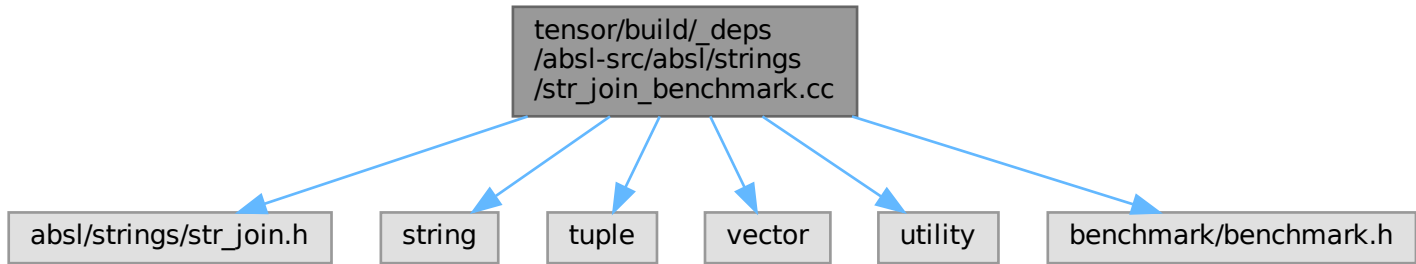 tensor/build/_deps
/absl-src/absl/strings
/str_join_benchmark.cc
absl/strings/str_join.h
string
tuple
vector
utility
benchmark/benchmark.h